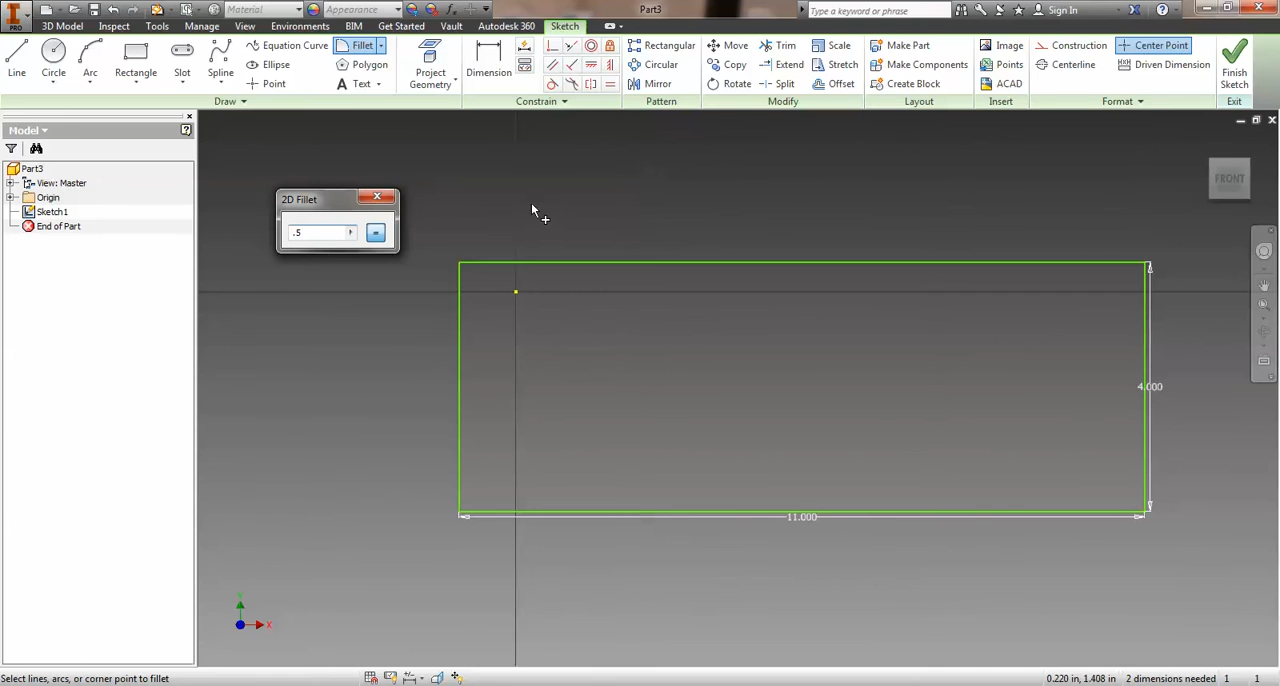 Material
Appearance
Part3
Type a keyword or phrase
Sign In
PRO
3D Model
Inspect
Tools
Manage
View
Environments
BIM
Get Started
Vault
Autodesk 360
Sketch
Line
Circle
Arc
Rectangle
Slot
Spline
Equation Curve
Ellipse
Point
Fillet
Polygon
A Text
Project Geometry
Dimension
Rectangular
Circular
Mirror
Move
Copy
Rotate
Trim
Extend
Split
Scale
Stretch
Offset
Make Part
Make Components
Create Block
Image
Points
ACAD
Construction
Centerline
Center Point
Driven Dimension
Finish Sketch
Draw
Constrain
Pattern
Modify
Layout
Insert
Format
Exit
Model
Part3
View: Master
Origin
Sketch1
End of Part
2D Fillet
.5
=
FRONT
4.000
11.000
Y
X
Select lines, arcs, or corner point to fillet
0.220 in, 1.408 in
2 dimensions needed
1
1